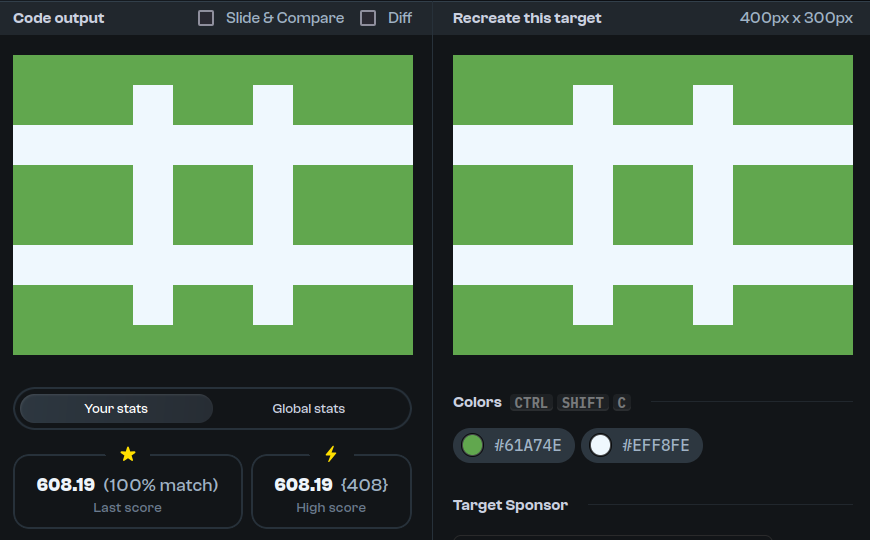 Code output
Slide & Compare
Diff
Recreate this target
400px x 300px
Your stats
Global stats
608.19 (100% match)
Last score
608.19 {408}
High score
Colors CTRL SHIFT C
#61A74E
#EFF8FE
Target Sponsor